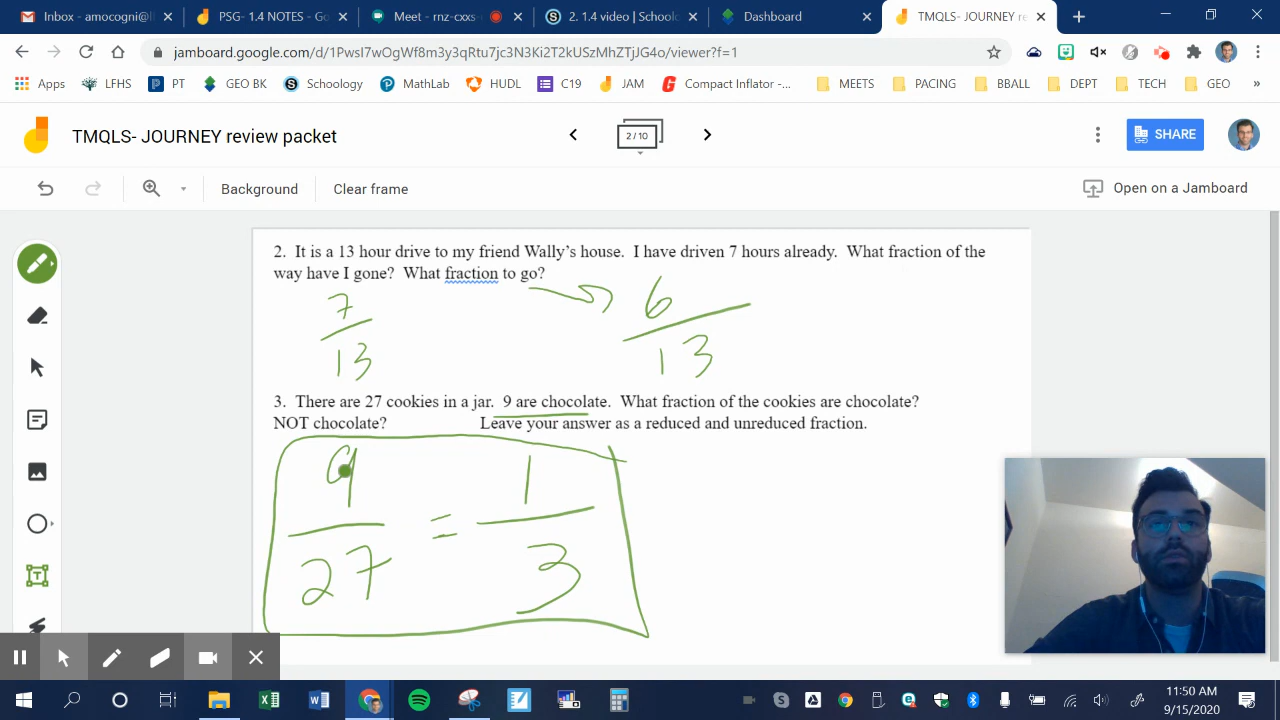 Inbox - amocogni@l
PSG- 1.4 NOTES - Go
Meet - rnz-cxxs-
2. 1.4 video | Schoolo
Dashboard
TMQLS- JOURNEY re
jamboard.google.com/d/1PwsI7wOgWf8m3y3qRtu7jc3N3Ki2T2kUSzMhZTjJG4o/viewer?f=1
Apps LFHS PT GEO BK Schoology MathLab HUDL C19 JAM Compact Inflator -... MEETS PACING BBALL DEPT TECH GEO »
TMQLS- JOURNEY review packet
2 / 10
SHARE
Background Clear frame
Open on a Jamboard
2. It is a 13 hour drive to my friend Wally's house. I have driven 7 hours already. What fraction of the
way have I gone? What fraction to go?
7 6
13 13
3. There are 27 cookies in a jar. 9 are chocolate. What fraction of the cookies are chocolate?
NOT chocolate? Leave your answer as a reduced and unreduced fraction.
9 1
=
27 3
11:50 AM
9/15/2020